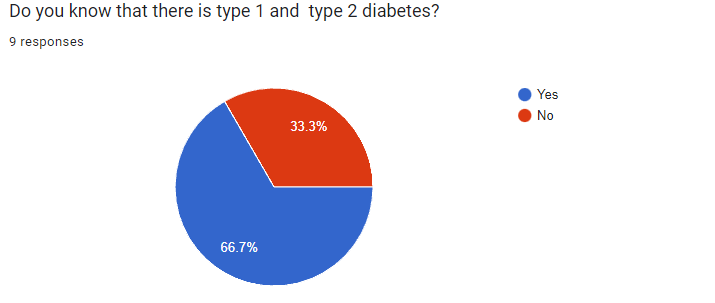 Do you know that there is type 1 and  type 2 diabetes?
9 responses
Yes
No
33.3%
66.7%